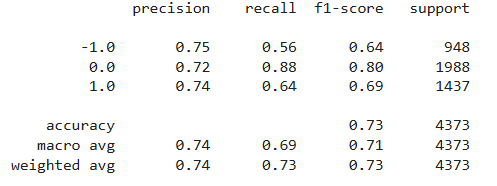 precision recall f1-score support
-1.0 0.75 0.56 0.64 948
0.0 0.72 0.88 0.80 1988
1.0 0.74 0.64 0.69 1437
accuracy 0.73 4373
macro avg 0.74 0.69 0.71 4373
weighted avg 0.74 0.73 0.73 4373